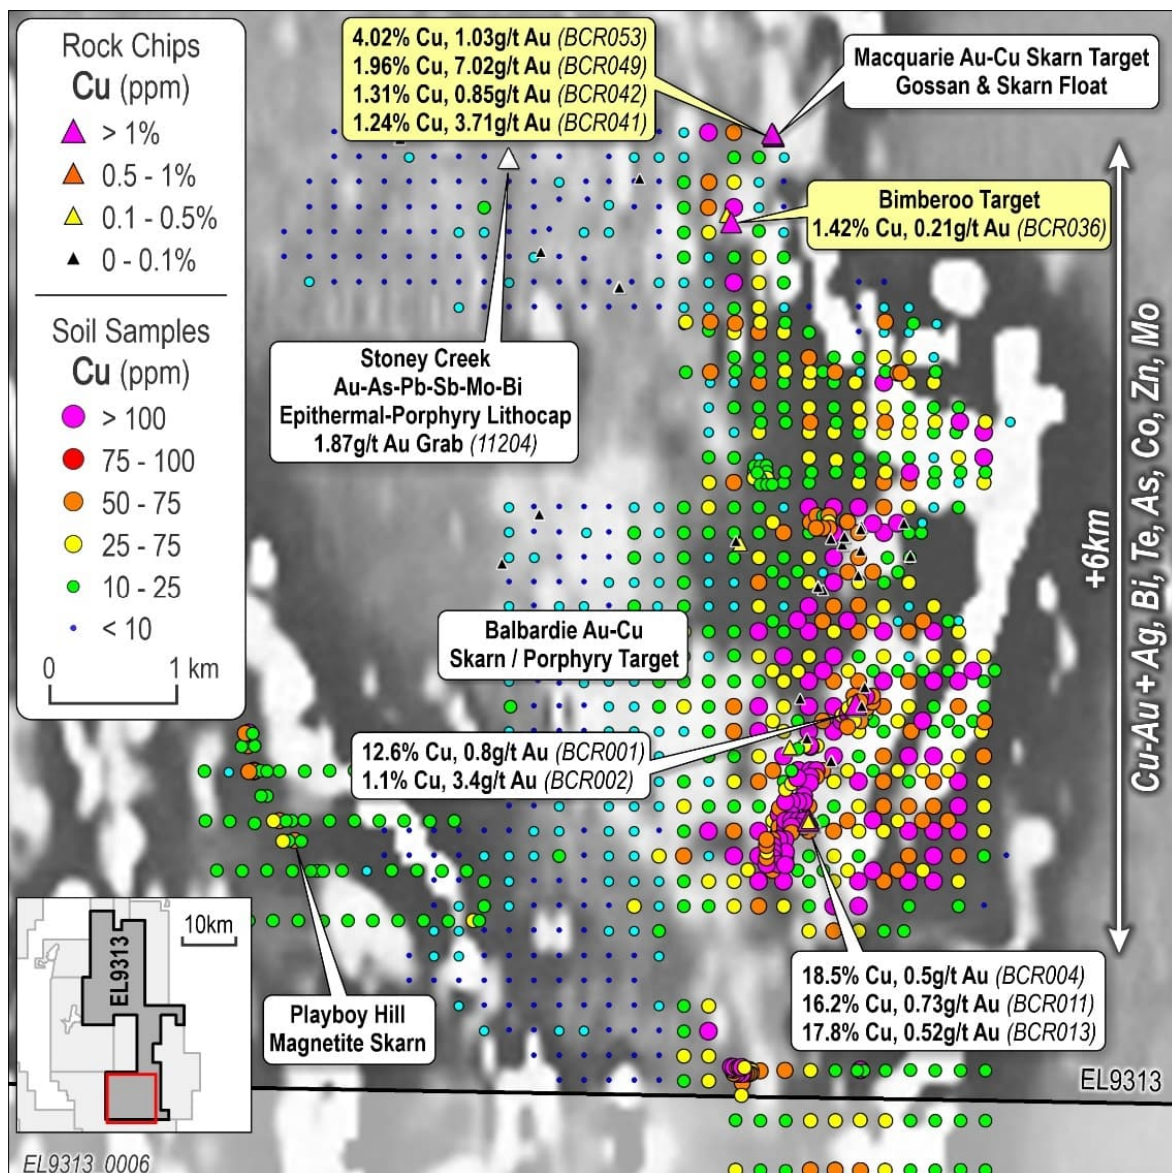 Rock Chips
Cu (ppm)
> 1%
0.5 - 1%
0.1 - 0.5%
0 - 0.1%
Soil Samples
Cu (ppm)
> 100
75 - 100
50 - 75
25 - 75
10 - 25
< 10
0 1 km
4.02% Cu, 1.03g/t Au (BCR053)
1.96% Cu, 7.02g/t Au (BCR049)
1.31% Cu, 0.85g/t Au (BCR042)
1.24% Cu, 3.71g/t Au (BCR041)
Macquarie Au-Cu Skarn Target
Gossan & Skarn Float
Bimberoo Target
1.42% Cu, 0.21g/t Au (BCR036)
Stoney Creek
Au-As-Pb-Sb-Mo-Bi
Epithermal-Porphyry Lithocap
1.87g/t Au Grab (11204)
+6km
Cu-Au + Ag, Bi, Te, As, Co, Zn, Mo
Balbardie Au-Cu
Skarn / Porphyry Target
12.6% Cu, 0.8g/t Au (BCR001)
1.1% Cu, 3.4g/t Au (BCR002)
18.5% Cu, 0.5g/t Au (BCR004)
16.2% Cu, 0.73g/t Au (BCR011)
17.8% Cu, 0.52g/t Au (BCR013)
Playboy Hill
Magnetite Skarn
EL9313
10km
EL9313
EL9313_0006